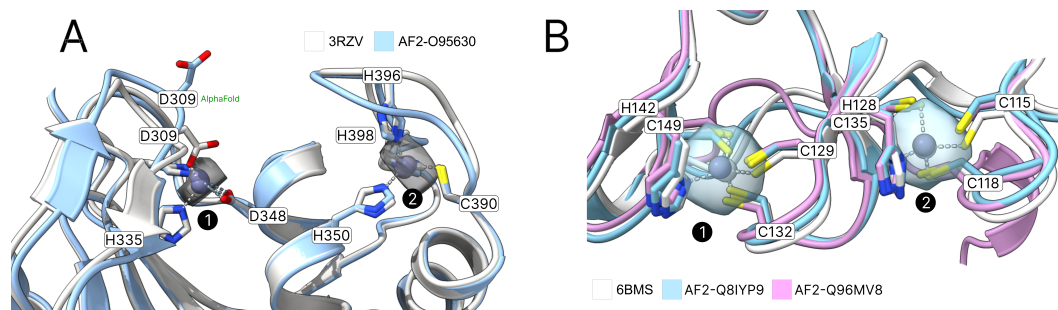 A
3RZV
AF2-O95630
D309
AlphaFold
D309
H335
1
D348
H396
H398
H350
2
C390
B
H142
C149
H128
C135
C115
C129
C118
C132
1
2
6BMS
AF2-Q8IYP9
AF2-Q96MV8